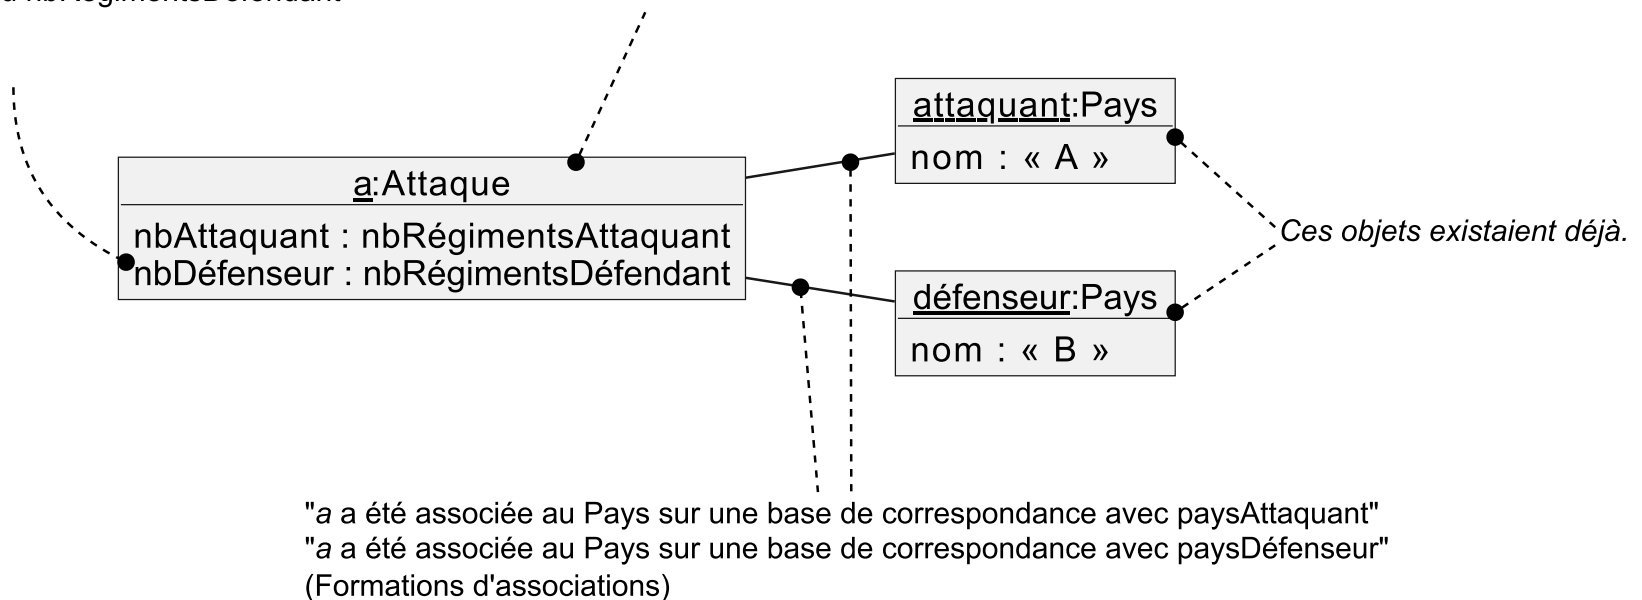 a:Attaque
nbAttaquant : nbRégimentsAttaquant
nbDéfenseur : nbRégimentsDéfendant
attaquant:Pays
nom : « A »
Ces objets existaient déjà.
défenseur:Pays
nom : « B »
"a a été associée au Pays sur une base de correspondance avec paysAttaquant"
"a a été associée au Pays sur une base de correspondance avec paysDéfenseur"
(Formations d'associations)